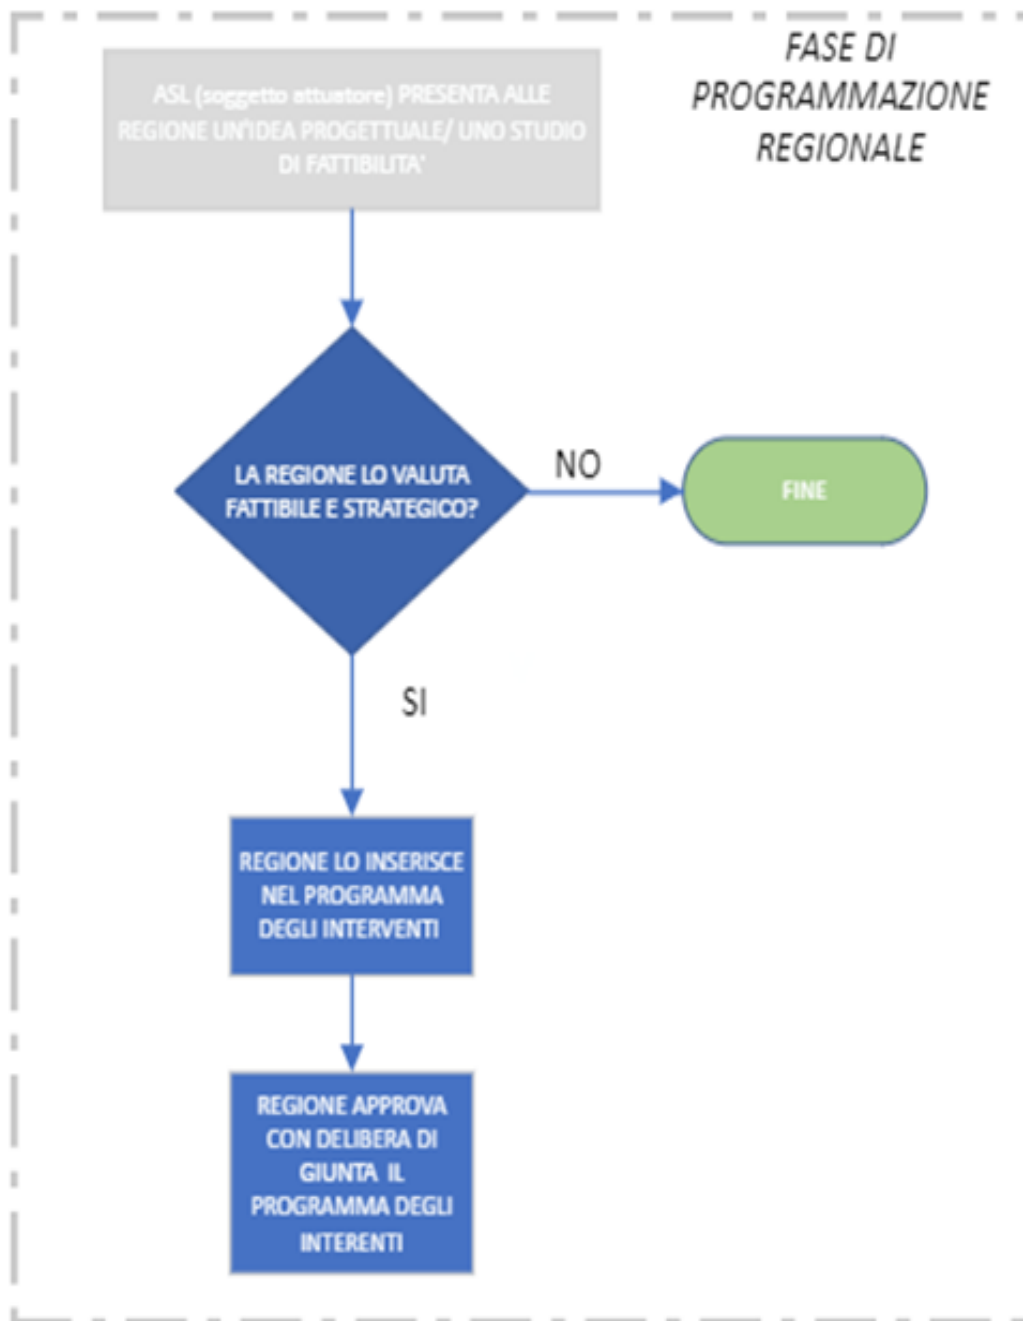 FASE DI
PROGRAMMAZIONE
REGIONALE
ASL (soggetto attuatore) PRESENTA ALLE
REGIONE UN'IDEA PROGETTUALE/ UNO STUDIO
DI FATTIBILITA'
LA REGIONE LO VALUTA
FATTIBILE E STRATEGICO?
NO
FINE
SI
REGIONE LO INSERISCE
NEL PROGRAMMA
DEGLI INTERVENTI
REGIONE APPROVA
CON DELIBERA DI
GIUNTA IL
PROGRAMMA DEGLI
INTERENTI